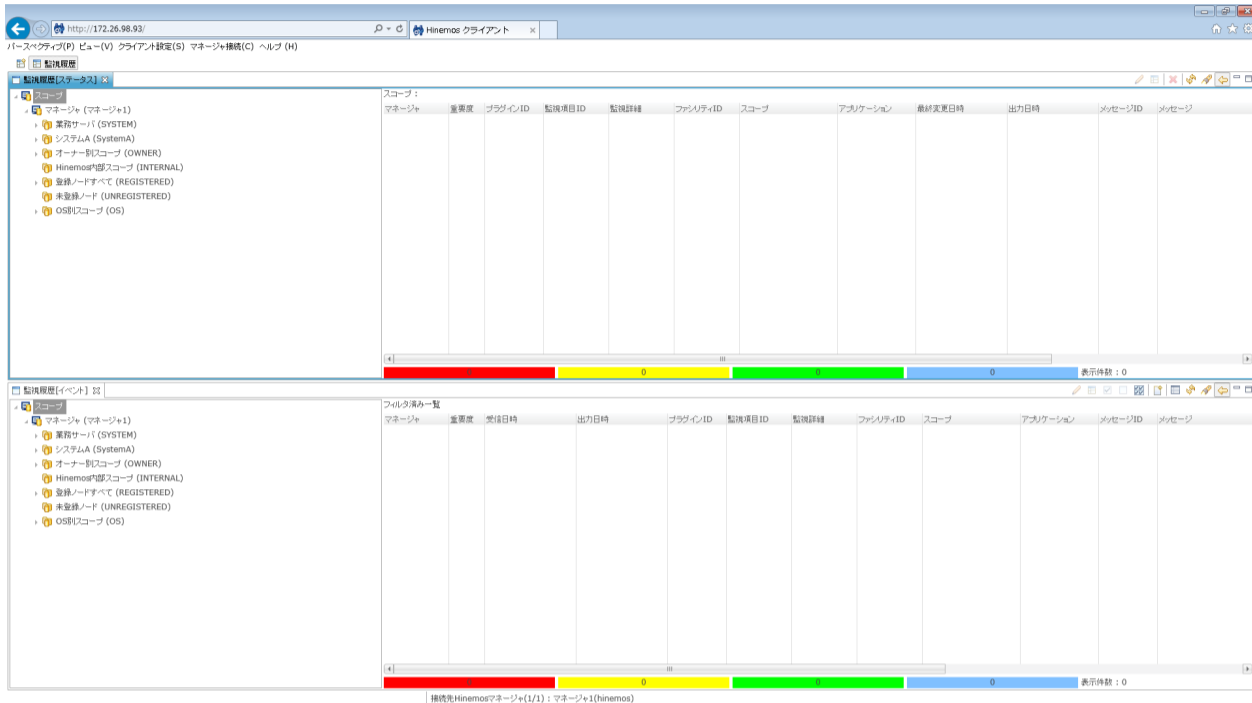 http://172.26.98.93/
Hinemos クライアント
パースペクティブ(P) ビュー(V) クライアント設定(S) マネージャ接続(C) ヘルプ (H)
監視履歴
監視履歴[ステータス]
スコープ
マネージャ (マネージャ1)
業務サーバ (SYSTEM)
システムA (SystemA)
オーナー別スコープ (OWNER)
Hinemos内部スコープ (INTERNAL)
登録ノードすべて (REGISTERED)
未登録ノード (UNREGISTERED)
OS別スコープ (OS)
スコープ :
マネージャ 重要度 プラグインID 監視項目ID 監視詳細 ファシリティID スコープ アプリケーション 最終変更日時 出力日時 メッセージID メッセージ
0 0 0 0 表示件数 : 0
監視履歴[イベント]
スコープ
マネージャ (マネージャ1)
業務サーバ (SYSTEM)
システムA (SystemA)
オーナー別スコープ (OWNER)
Hinemos内部スコープ (INTERNAL)
登録ノードすべて (REGISTERED)
未登録ノード (UNREGISTERED)
OS別スコープ (OS)
フィルタ済み一覧
マネージャ 重要度 受信日時 出力日時 プラグインID 監視項目ID 監視詳細 ファシリティID スコープ アプリケーション メッセージID メッセージ
0 0 0 0 表示件数 : 0
接続先Hinemosマネージャ(1/1) : マネージャ1(hinemos)